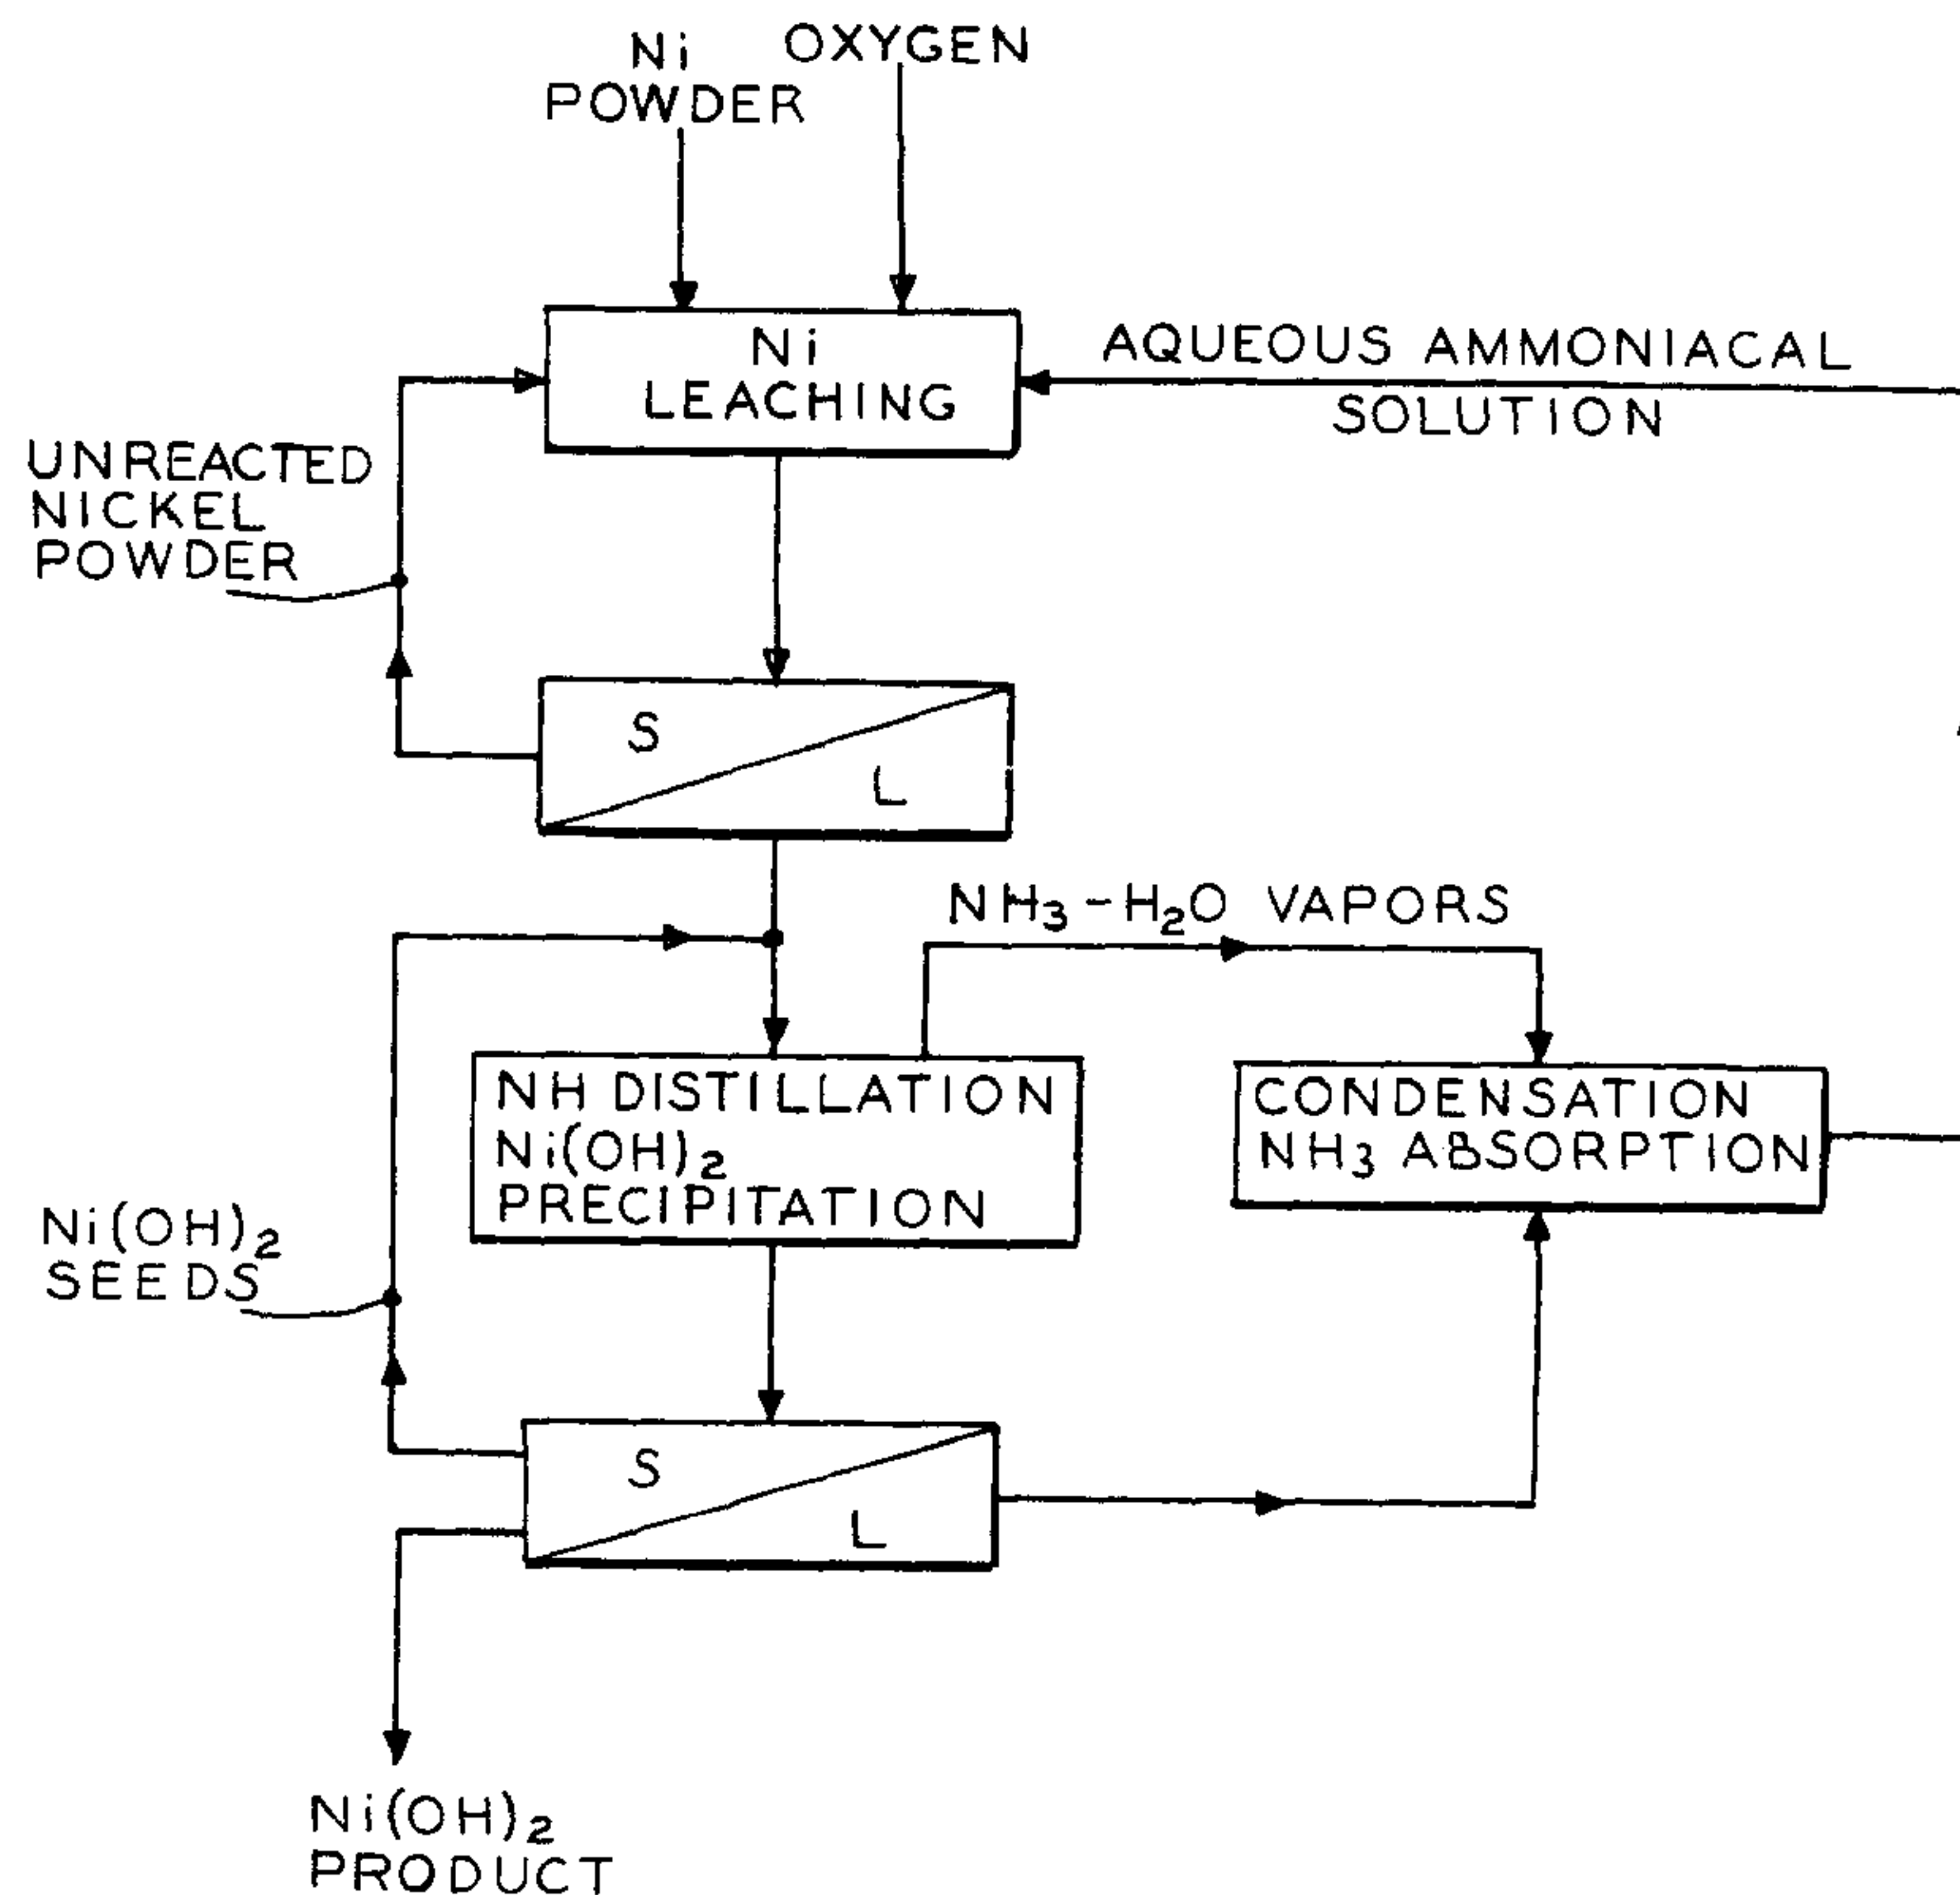 Ni
POWDER
OXYGEN
Ni
LEACHING
AQUEOUS AMMONIACAL
SOLUTION
UNREACTED
NICKEL
POWDER
S
L
NH₃-H₂O VAPORS
NH DISTILLATION
Ni(OH)₂
PRECIPITATION
CONDENSATION
NH₃ ABSORPTION
Ni(OH)₂
SEEDS
S
L
Ni(OH)₂
PRODUCT